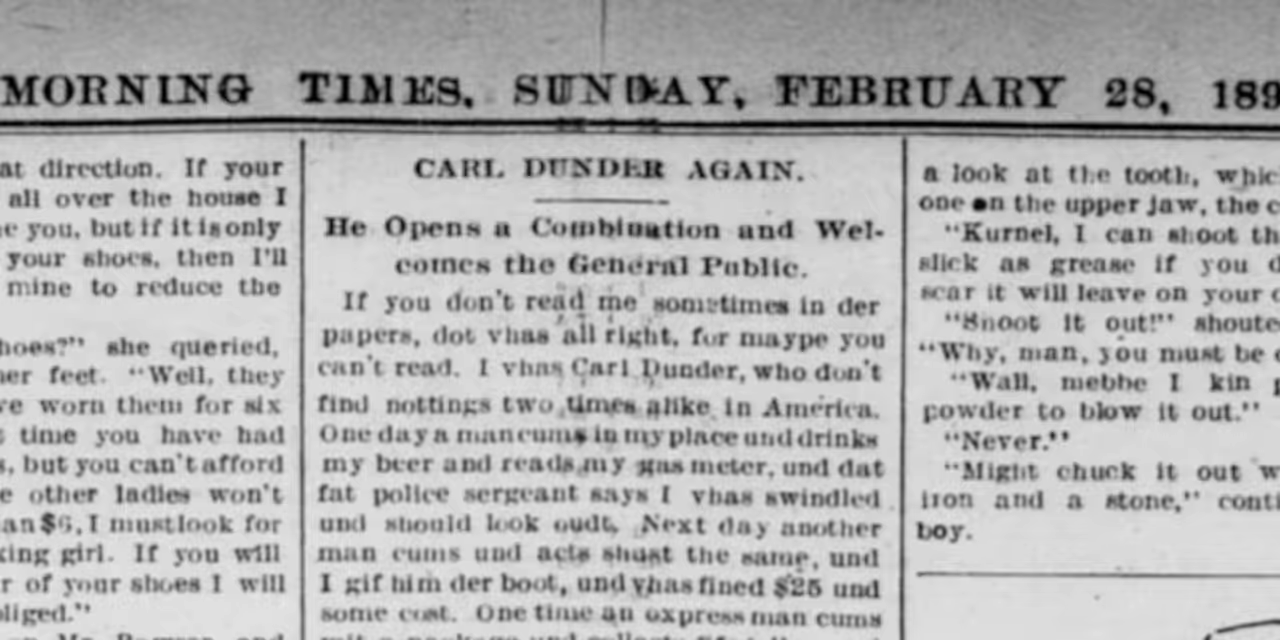 MORNING TIMES, SUNDAY, FEBRUARY 28, 189
at direction. If your
all over the house I
e you, but if it is only
your shoes, then I'll
mine to reduce the
hoes?" she queried,
her feet. "Well, they
ve worn them for six
t time you have had
s, but you can't afford
e other ladies won't
an $6, I must look for
king girl. If you will
r of your shoes I will
bliged."
CARL DUNDER AGAIN.
He Opens a Combination and Wel-
comes the General Public.
If you don't read me sometimes in der
papers, dot vhas all right, for maype you
can't read. I vhas Carl Dunder, who don't
find nottings two times alike in America.
One day a man cums in my place und drinks
my beer and reads my gas meter, und dat
fat police sergeant says I vhas swindled
und should look oudt. Next day another
man cums und acts shust the same, und
I gif him der boot, und vhas fined $25 und
some cost. One time an express man cums
a look at the tooth, whic
one on the upper jaw, the c
"Kurnel, I can shoot th
slick as grease if you d
scar it will leave on your c
"Snoot it out!" shoute
"Why, man, you must be c
"Wall, mebbe I kin p
powder to blow it out."
"Never."
"Might chuck it out w
iron and a stone," conti
boy.